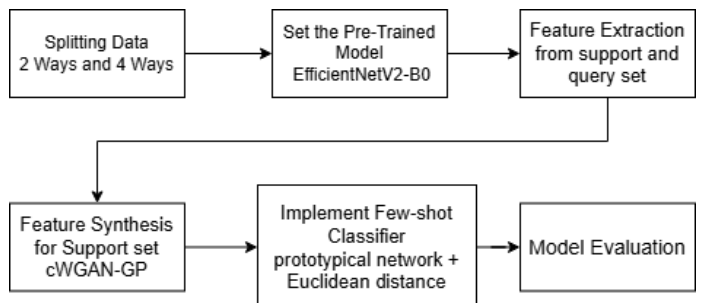 Splitting Data
2 Ways and 4 Ways
Set the Pre-Trained
Model
EfficientNetV2-B0
Feature Extraction
from support and
query set
Feature Synthesis
for Support set
cWGAN-GP
Implement Few-shot
Classifier
prototypical network +
Euclidean distance
Model Evaluation